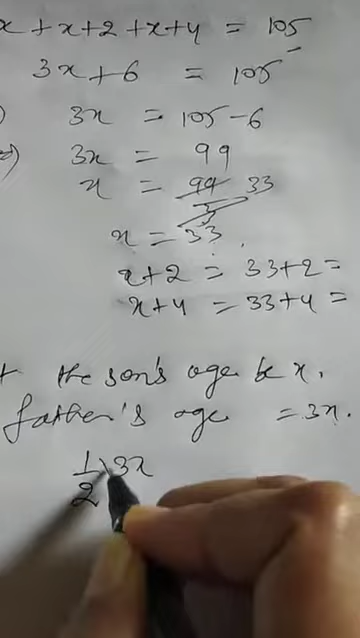 x + x + 2 + x + 4 = 105
3x + 6 = 105
) 3x = 105 - 6
=) 3x = 99
x = 99/3 33
x = 33.
x + 2 = 33 + 2 =
x + 4 = 33 + 4 =
the son's age be x,
father's age = 3x.
1/2 3x